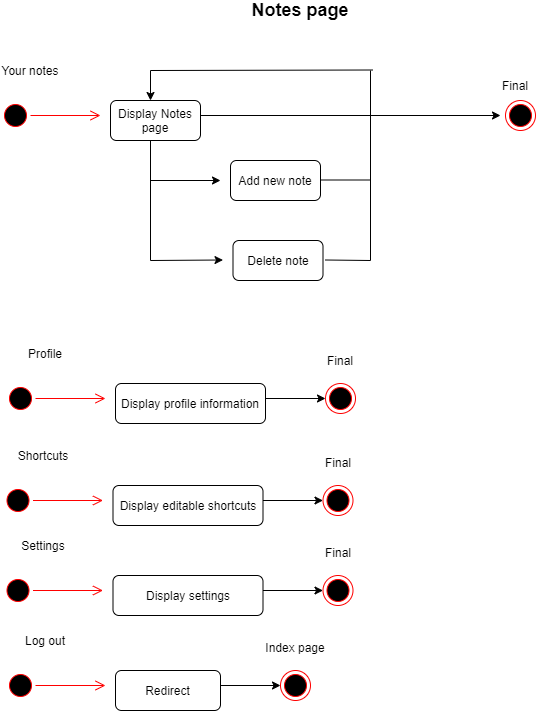 Notes page
Your notes
Final
Display Notes
page
Add new note
Delete note
Profile
Final
Display profile information
Shortcuts
Final
Display editable shortcuts
Settings
Final
Display settings
Log out
Index page
Redirect